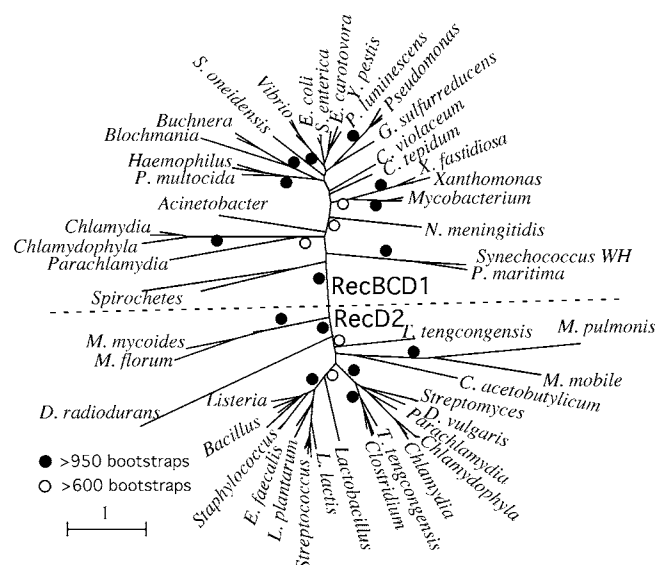 S. oneidensis
Vibrio
E. coli
S. enterica
E. carotovora
Y. pestis
P. luminescens
Pseudomonas
G. sulfurreducens
C. violaceum
C. tepidum
X. fastidiosa
Xanthomonas
Mycobacterium
N. meningitidis
Synechococcus WH
P. maritima
Buchnera
Blochmania
Haemophilus
P. multocida
Acinetobacter
Chlamydia
Chlamydophyla
Parachlamydia
Spirochetes
RecBCD1
RecD2
M. mycoides
M. florum
D. radiodurans
T. tengcongensis
M. pulmonis
M. mobile
C. acetobutylicum
Streptomyces
D. vulgaris
Parachlamydia
Chlamydophyla
Chlamydia
T. tengcongensis
Clostridium
Lactobacillus
L. lactis
Streptococcus
L. plantarum
E. faecalis
Staphylococcus
Bacillus
Listeria
>950 bootstraps
>600 bootstraps
1